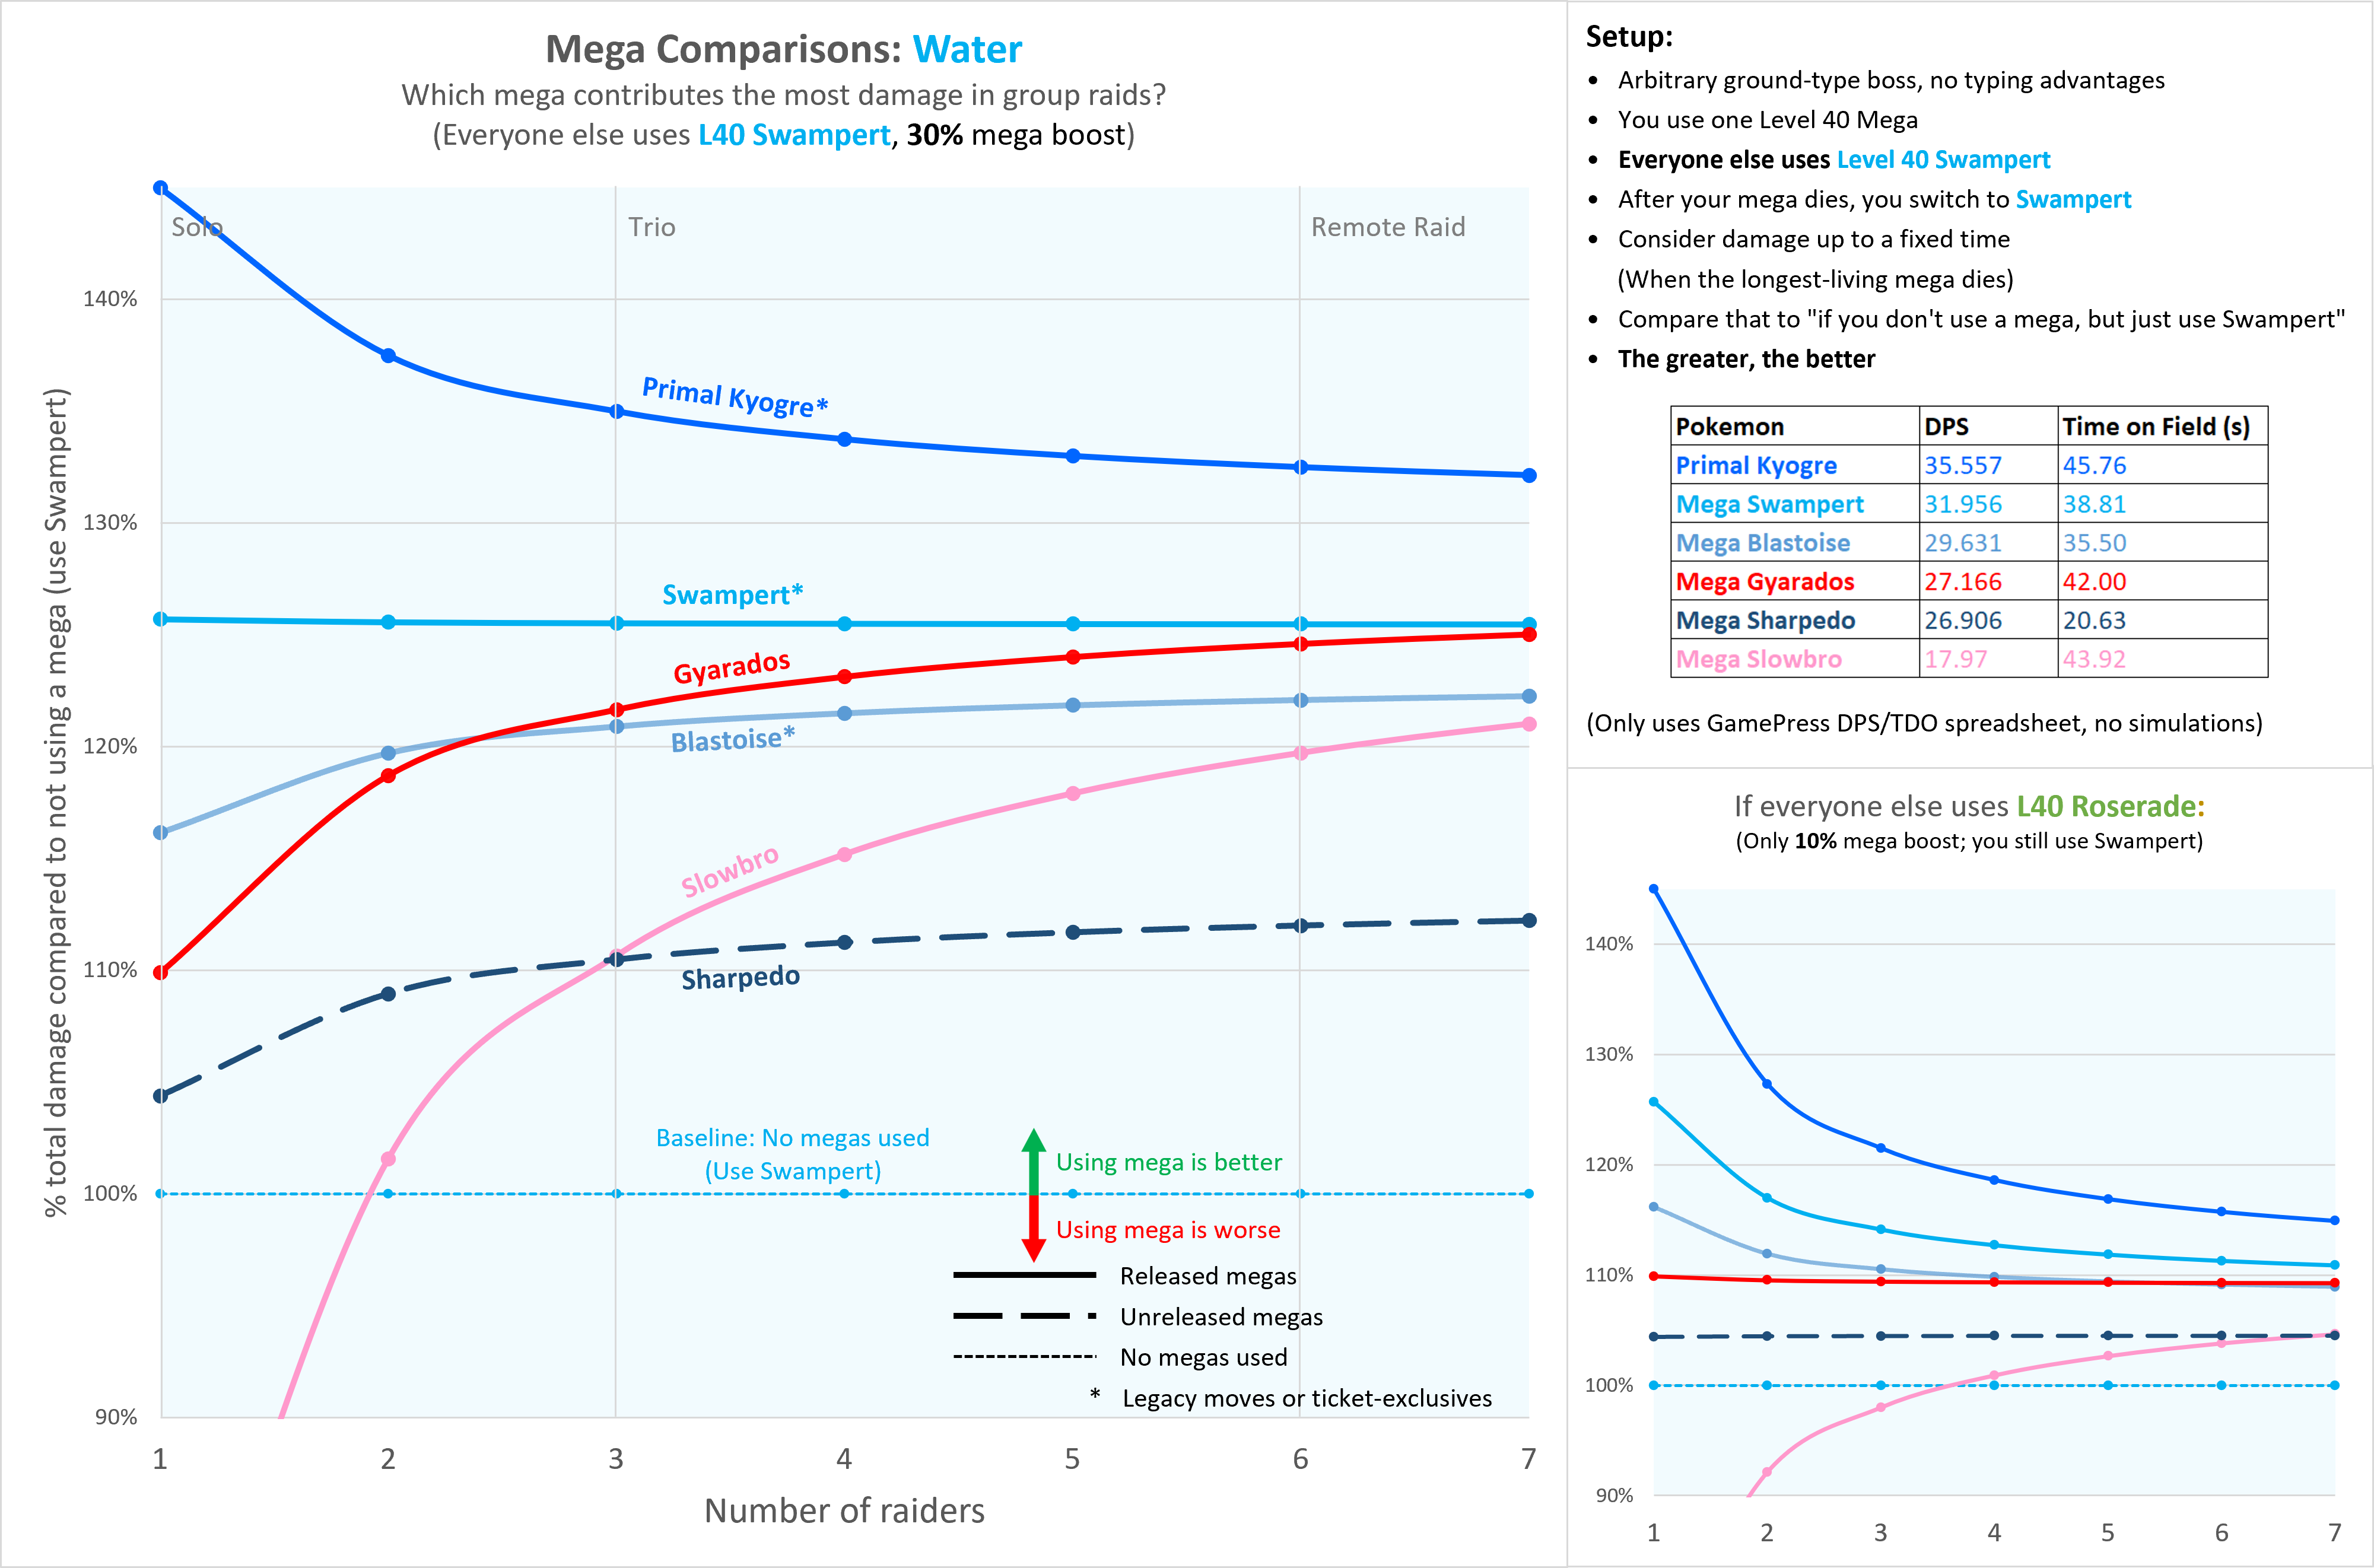 Mega Comparisons: Water
Which mega contributes the most damage in group raids?
(Everyone else uses L40 Swampert, 30% mega boost)
% total damage compared to not using a mega (use Swampert)
140%
130%
120%
110%
100%
90%
Solo
Trio
Remote Raid
Primal Kyogre*
Swampert*
Gyarados
Blastoise*
Slowbro
Sharpedo
Baseline: No megas used
(Use Swampert)
Using mega is better
Using mega is worse
Released megas
Unreleased megas
No megas used
* Legacy moves or ticket-exclusives
1 2 3 4 5 6 7
Number of raiders
Setup:
• Arbitrary ground-type boss, no typing advantages
• You use one Level 40 Mega
• Everyone else uses Level 40 Swampert
• After your mega dies, you switch to Swampert
• Consider damage up to a fixed time
(When the longest-living mega dies)
• Compare that to "if you don't use a mega, but just use Swampert"
• The greater, the better
Pokemon DPS Time on Field (s)
Primal Kyogre 35.557 45.76
Mega Swampert 31.956 38.81
Mega Blastoise 29.631 35.50
Mega Gyarados 27.166 42.00
Mega Sharpedo 26.906 20.63
Mega Slowbro 17.97 43.92
(Only uses GamePress DPS/TDO spreadsheet, no simulations)
If everyone else uses L40 Roserade:
(Only 10% mega boost; you still use Swampert)
140%
130%
120%
110%
100%
90%
1 2 3 4 5 6 7